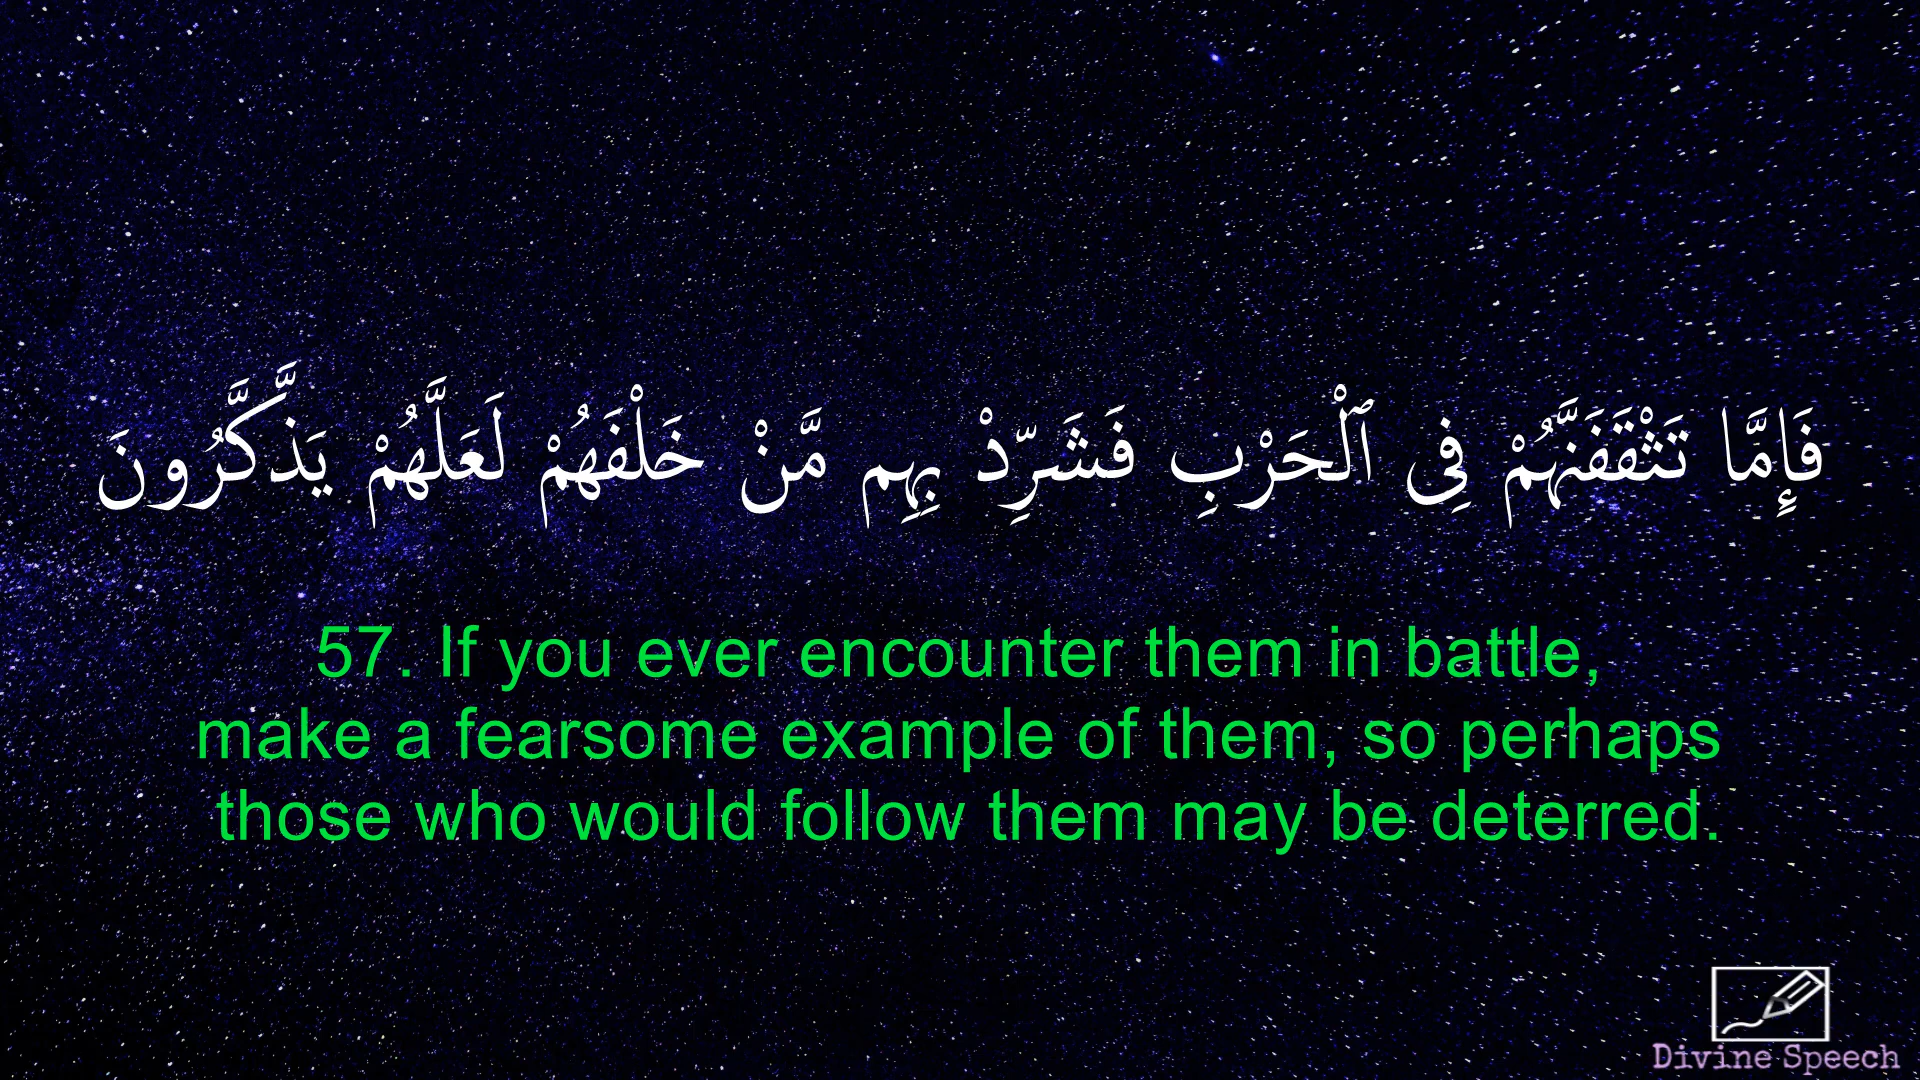 فَإِمَّا تَثْقَفَنَّهُمْ فِى ٱلْحَرْبِ فَشَرِّدْ بِهِم مَّنْ خَلْفَهُمْ لَعَلَّهُمْ يَذَّكَّرُونَ
57. If you ever encounter them in battle,
make a fearsome example of them, so perhaps
those who would follow them may be deterred.
Divine Speech